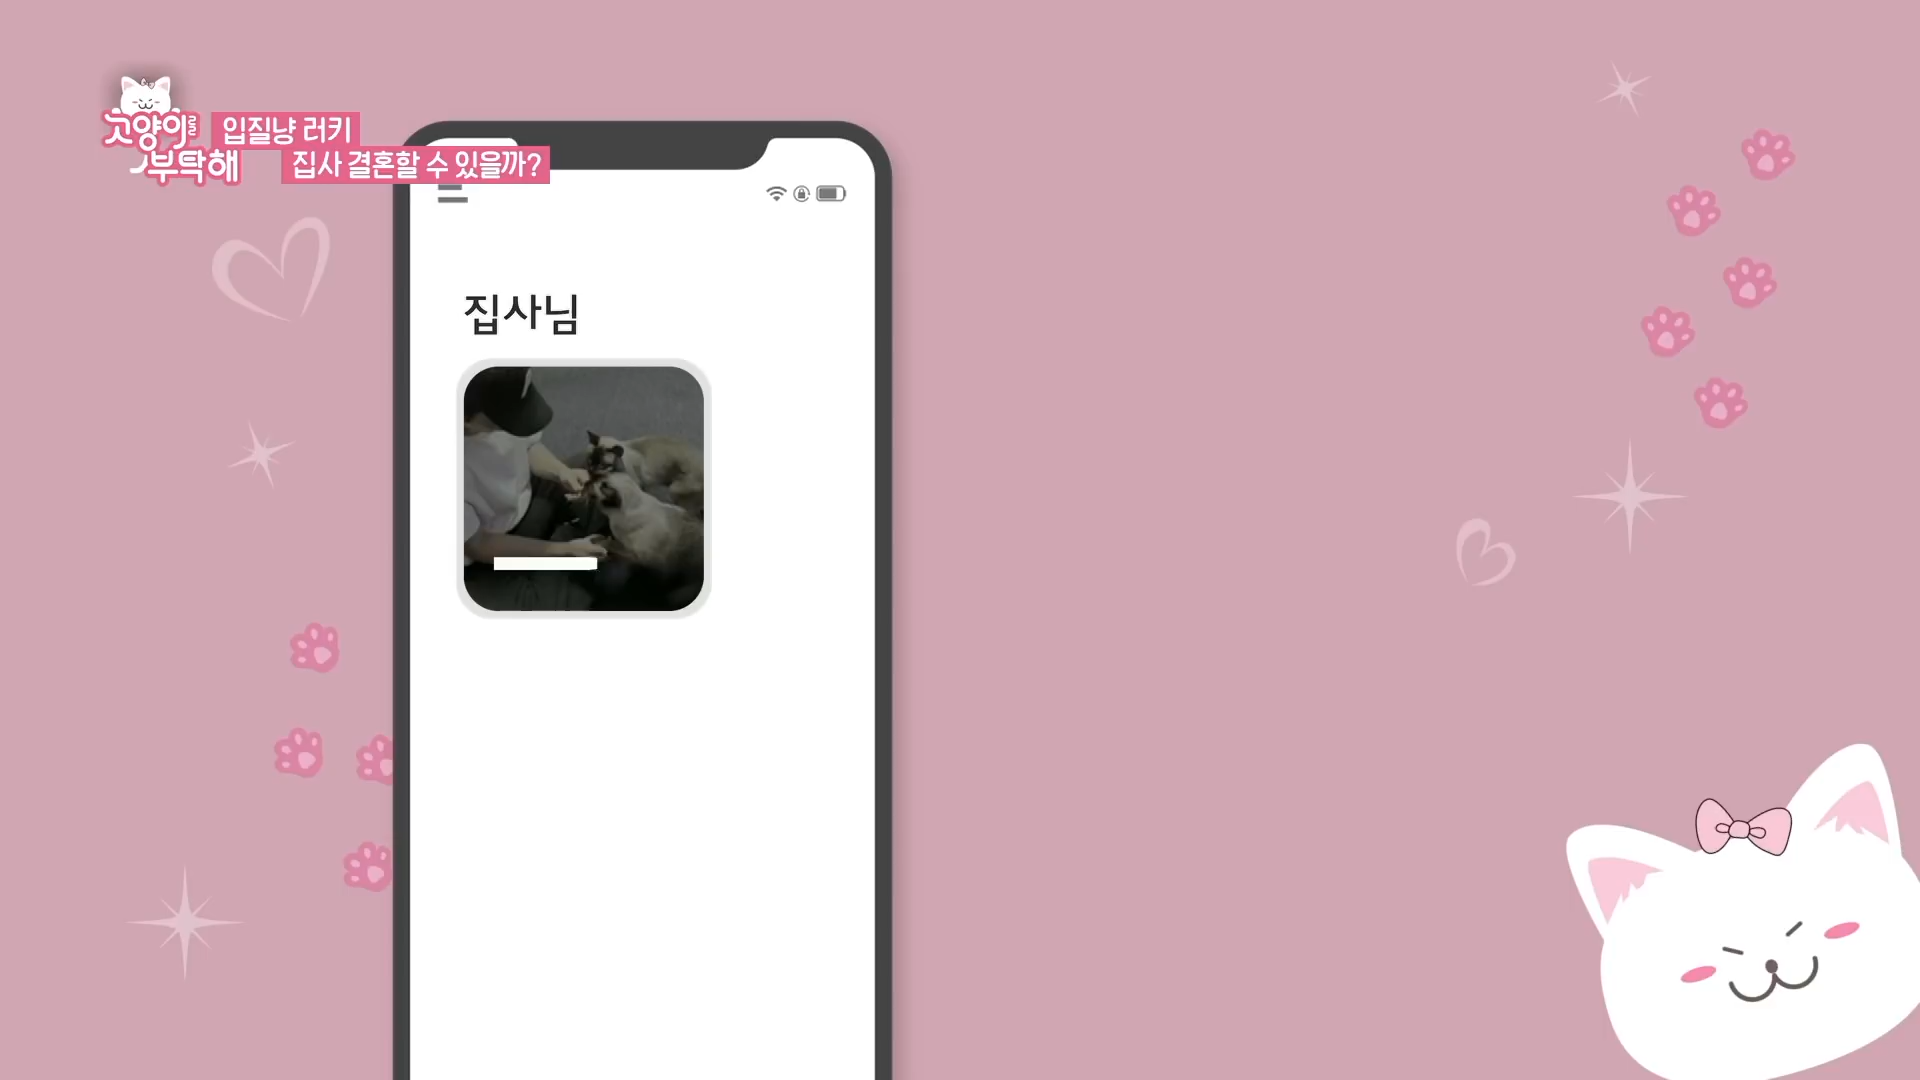 고양이를
부탁해
입질냥 러키
집사 결혼할 수 있을까?
집사님